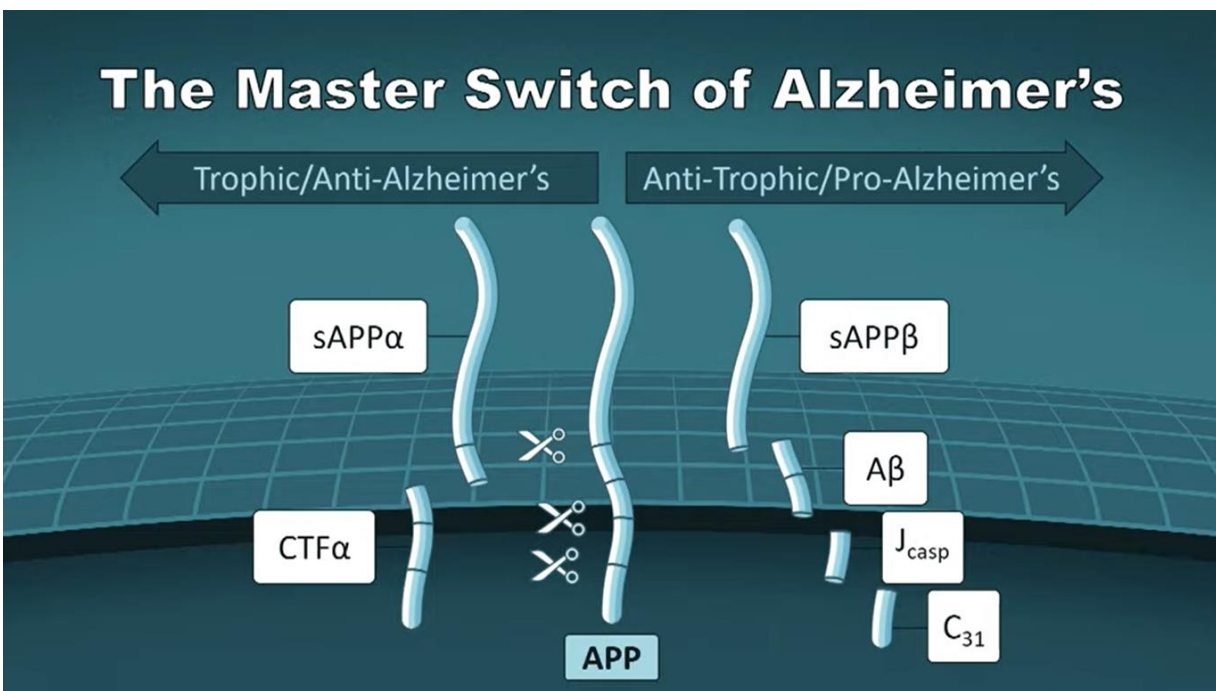 The Master Switch of Alzheimer’s
Trophic/Anti-Alzheimer’s
Anti-Trophic/Pro-Alzheimer’s
sAPPα
sAPPβ
Aβ
CTFα
Jcasp
C31
APP